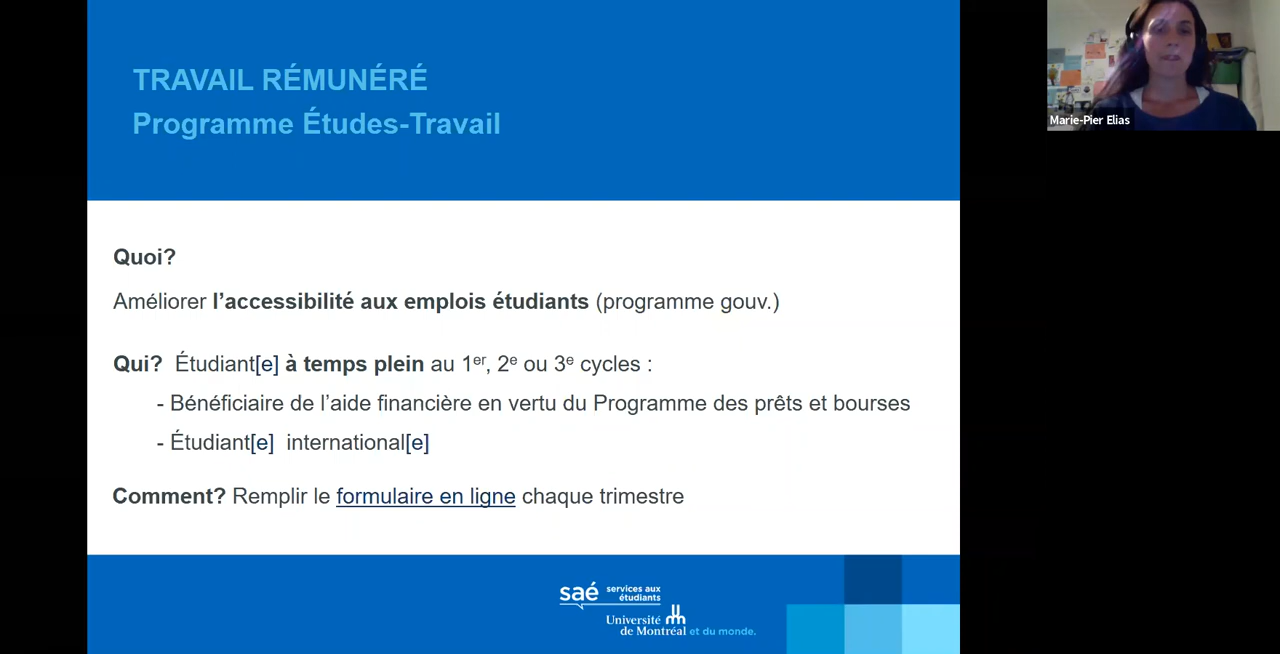 TRAVAIL RÉMUNÉRÉ
Programme Études-Travail
Quoi?
Améliorer l’accessibilité aux emplois étudiants (programme gouv.)
Qui? Étudiant[e] à temps plein au 1er, 2e ou 3e cycles :
- Bénéficiaire de l’aide financière en vertu du Programme des prêts et bourses
- Étudiant[e] international[e]
Comment? Remplir le formulaire en ligne chaque trimestre
saé services aux
étudiants
Université
de Montréal et du monde.
Marie-Pier Elias